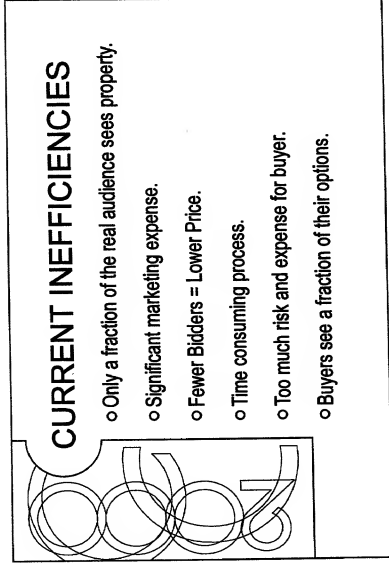 CURRENT INEFFICIENCIES
o Only a fraction of the real audience sees property.
o Significant marketing expense.
o Fewer Bidders = Lower Price.
o Time consuming process.
o Too much risk and expense for buyer.
o Buyers see a fraction of their options.